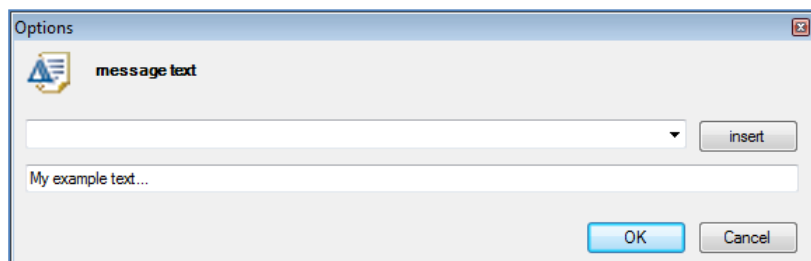 Options
message text
insert
My example text...
OK
Cancel